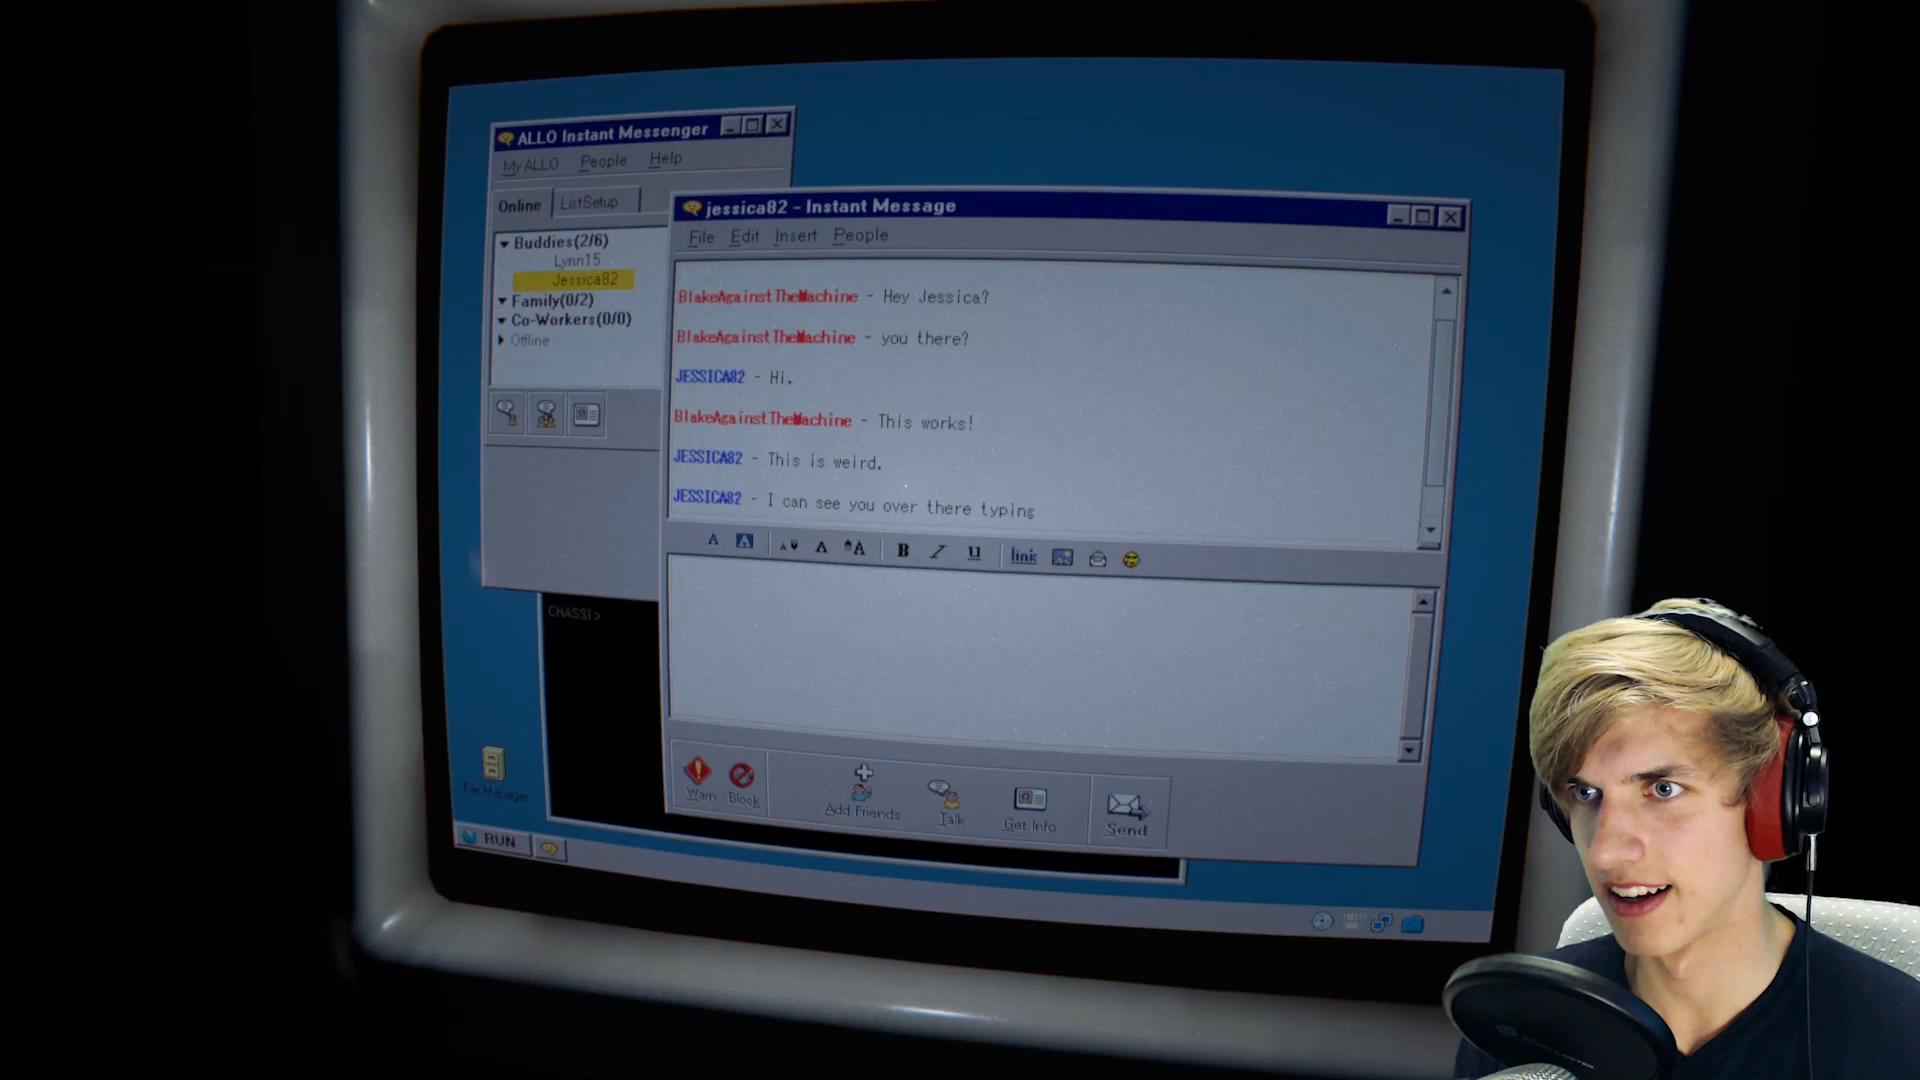 ALLO Instant Messenger
My ALLO People Help
Online ListSetup
Buddies(2/6)
Lynn15
Jessica82
Family(0/2)
Co-Workers(0/0)
Offline
jessica82 - Instant Message
File Edit Insert People
BlakeAgainstTheMachine - Hey Jessica?
BlakeAgainstTheMachine - you there?
JESSICA82 - Hi.
BlakeAgainstTheMachine - This works!
JESSICA82 - This is weird.
JESSICA82 - I can see you over there typing
A A A A A B I U link
CHASSI>
Warn Block Add Friends Talk Get Info Send
File Manager
RUN